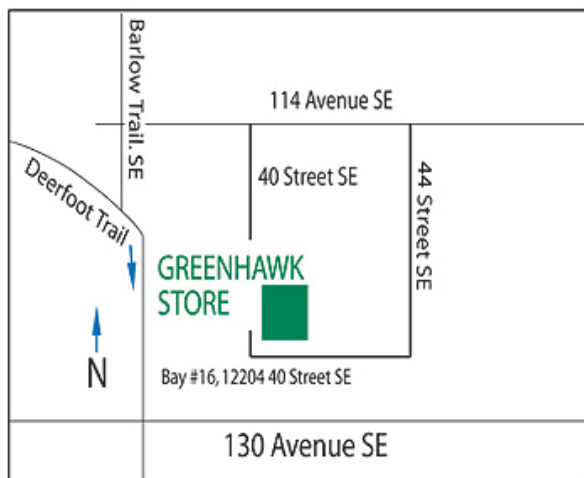 Barlow Trail. SE
114 Avenue SE
40 Street SE
44 Street SE
Deerfoot Trail
GREENHAWK
STORE
N
Bay #16, 12204 40 Street SE
130 Avenue SE